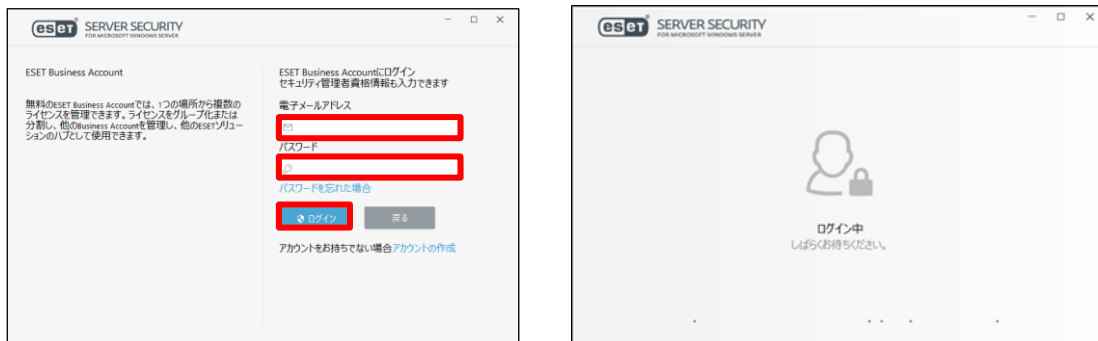 eset SERVER SECURITY
FOR MICROSOFT WINDOWS SERVER
ESET Business Account
無料のESET Business Accountでは、1つの場所から複数の
ライセンスを管理できます。ライセンスをグループ化または
分割し、他のBusiness Accountを管理し、他のESETソリュー
ションのハブとして使用できます。
ESET Business Accountにログイン
セキュリティ管理者資格情報も入力できます
電子メールアドレス
パスワード
パスワードを忘れた場合
ログイン
戻る
アカウントをお持ちでない場合アカウントの作成
eset SERVER SECURITY
FOR MICROSOFT WINDOWS SERVER
ログイン中
しばらくお待ちください。